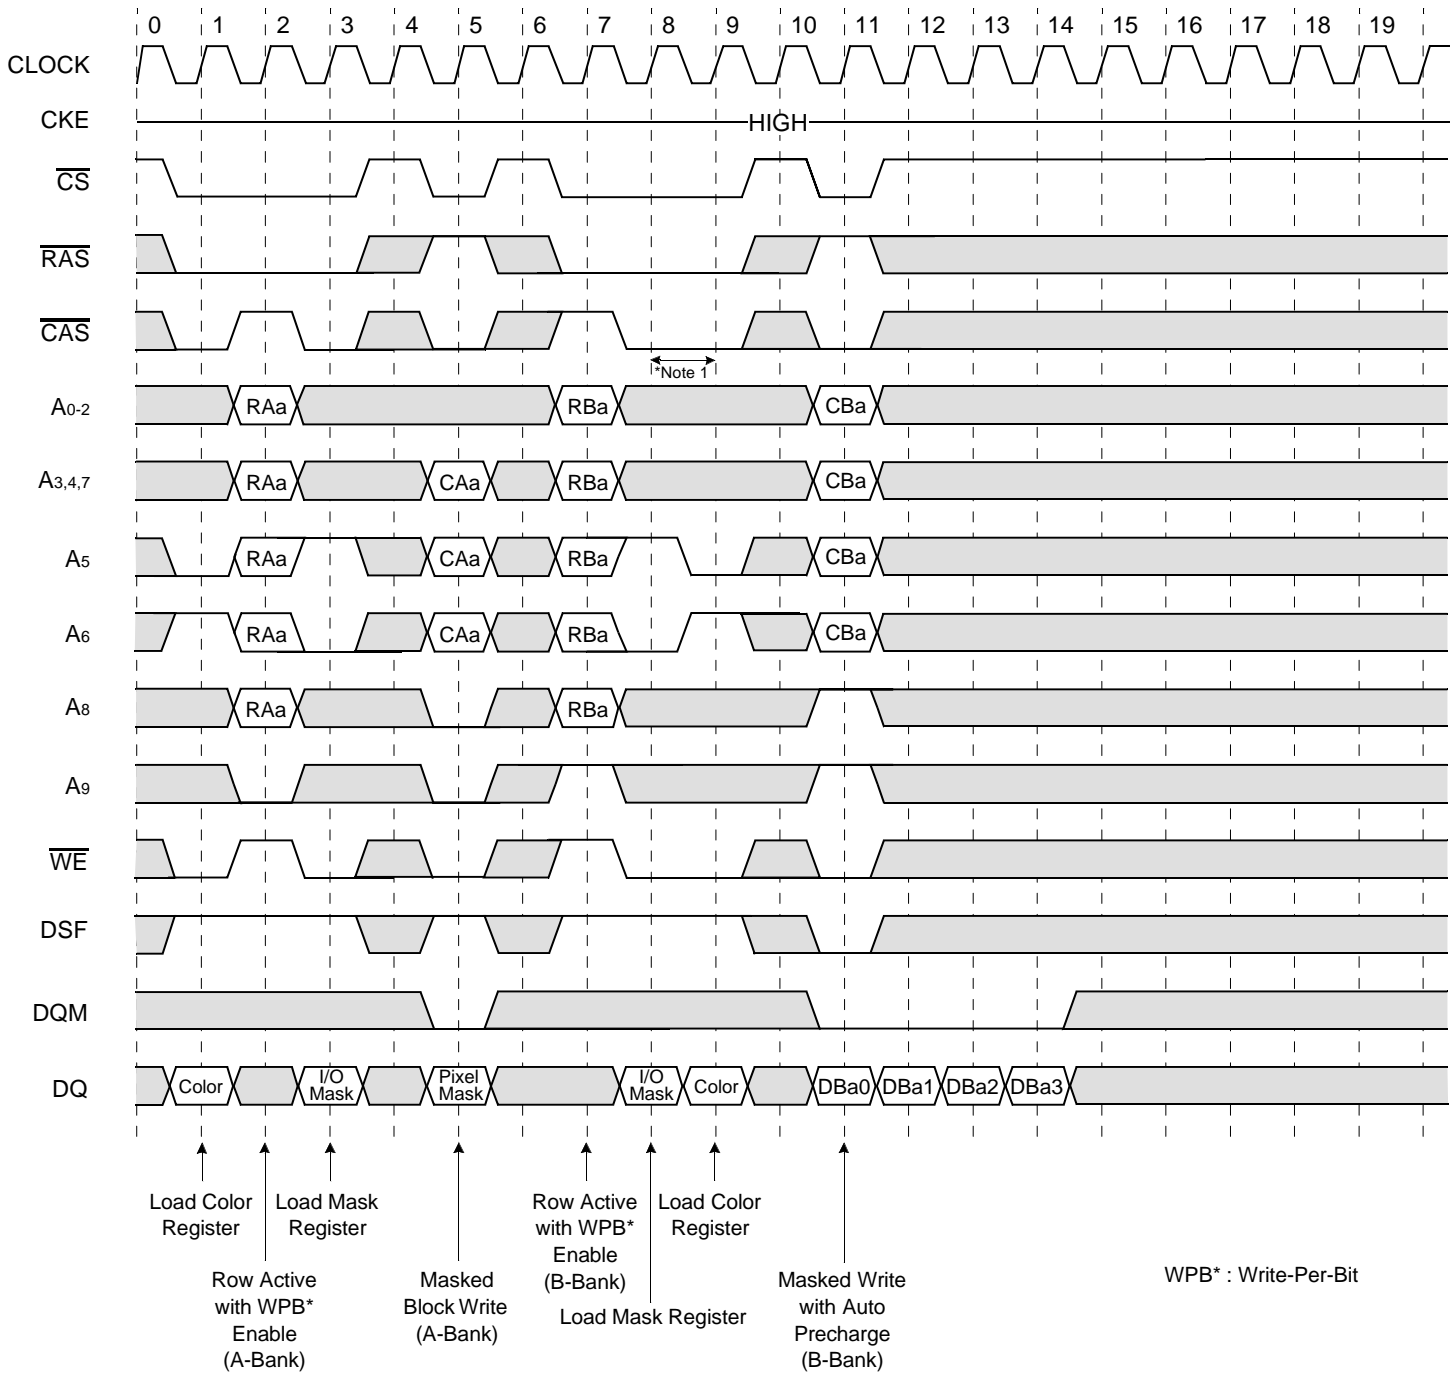 0 1 2 3 4 5 6 7 8 9 10 11 12 13 14 15 16 17 18 19
CLOCK
CKE HIGH
CS
RAS
CAS
*Note 1
A0-2 RAa RBa CBa
A3,4,7 RAa CAa RBa CBa
A5 RAa CAa RBa CBa
A6 RAa CAa RBa CBa
A8 RAa RBa
A9
WE
DSF
DQM
DQ Color I/O Mask Pixel Mask I/O Mask Color DBa0 DBa1 DBa2 DBa3
Load Color
Register
Load Mask
Register
Row Active
with WPB*
Enable
(B-Bank)
Load Color
Register
Row Active
with WPB*
Enable
(A-Bank)
Masked
Block Write
(A-Bank)
Load Mask Register
Masked Write
with Auto
Precharge
(B-Bank)
WPB* : Write-Per-Bit